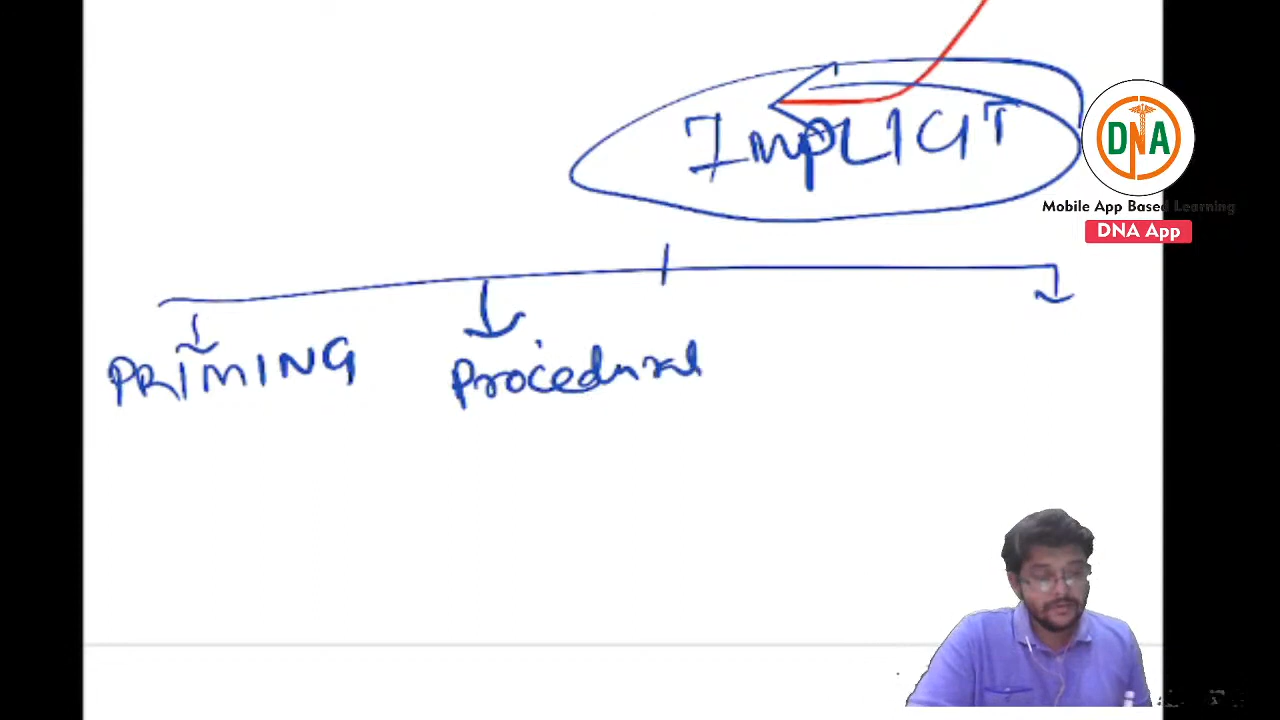 IMPLICIT
DNA
Mobile App Based Learning
DNA App
PRIMING
Procedural